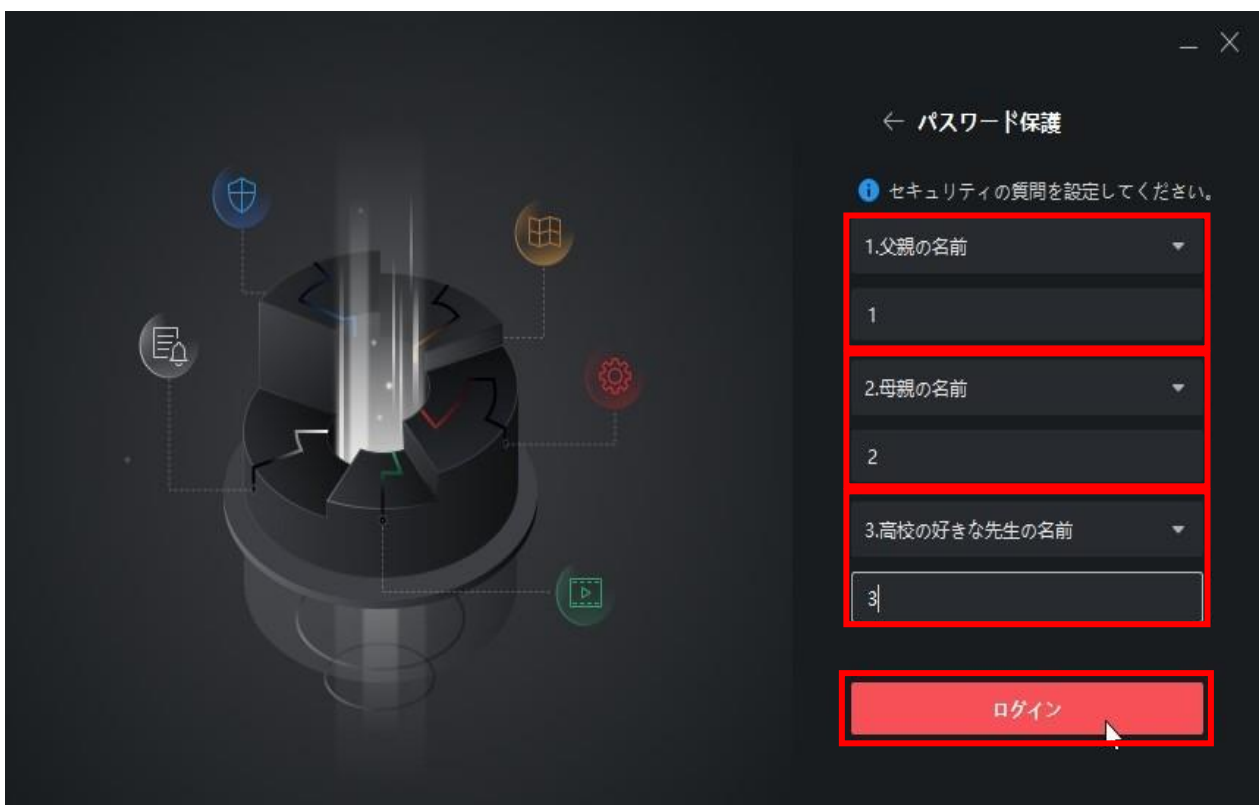 ← パスワード保護
セキュリティの質問を設定してください。
1.父親の名前
1
2.母親の名前
2
3.高校の好きな先生の名前
3
ログイン